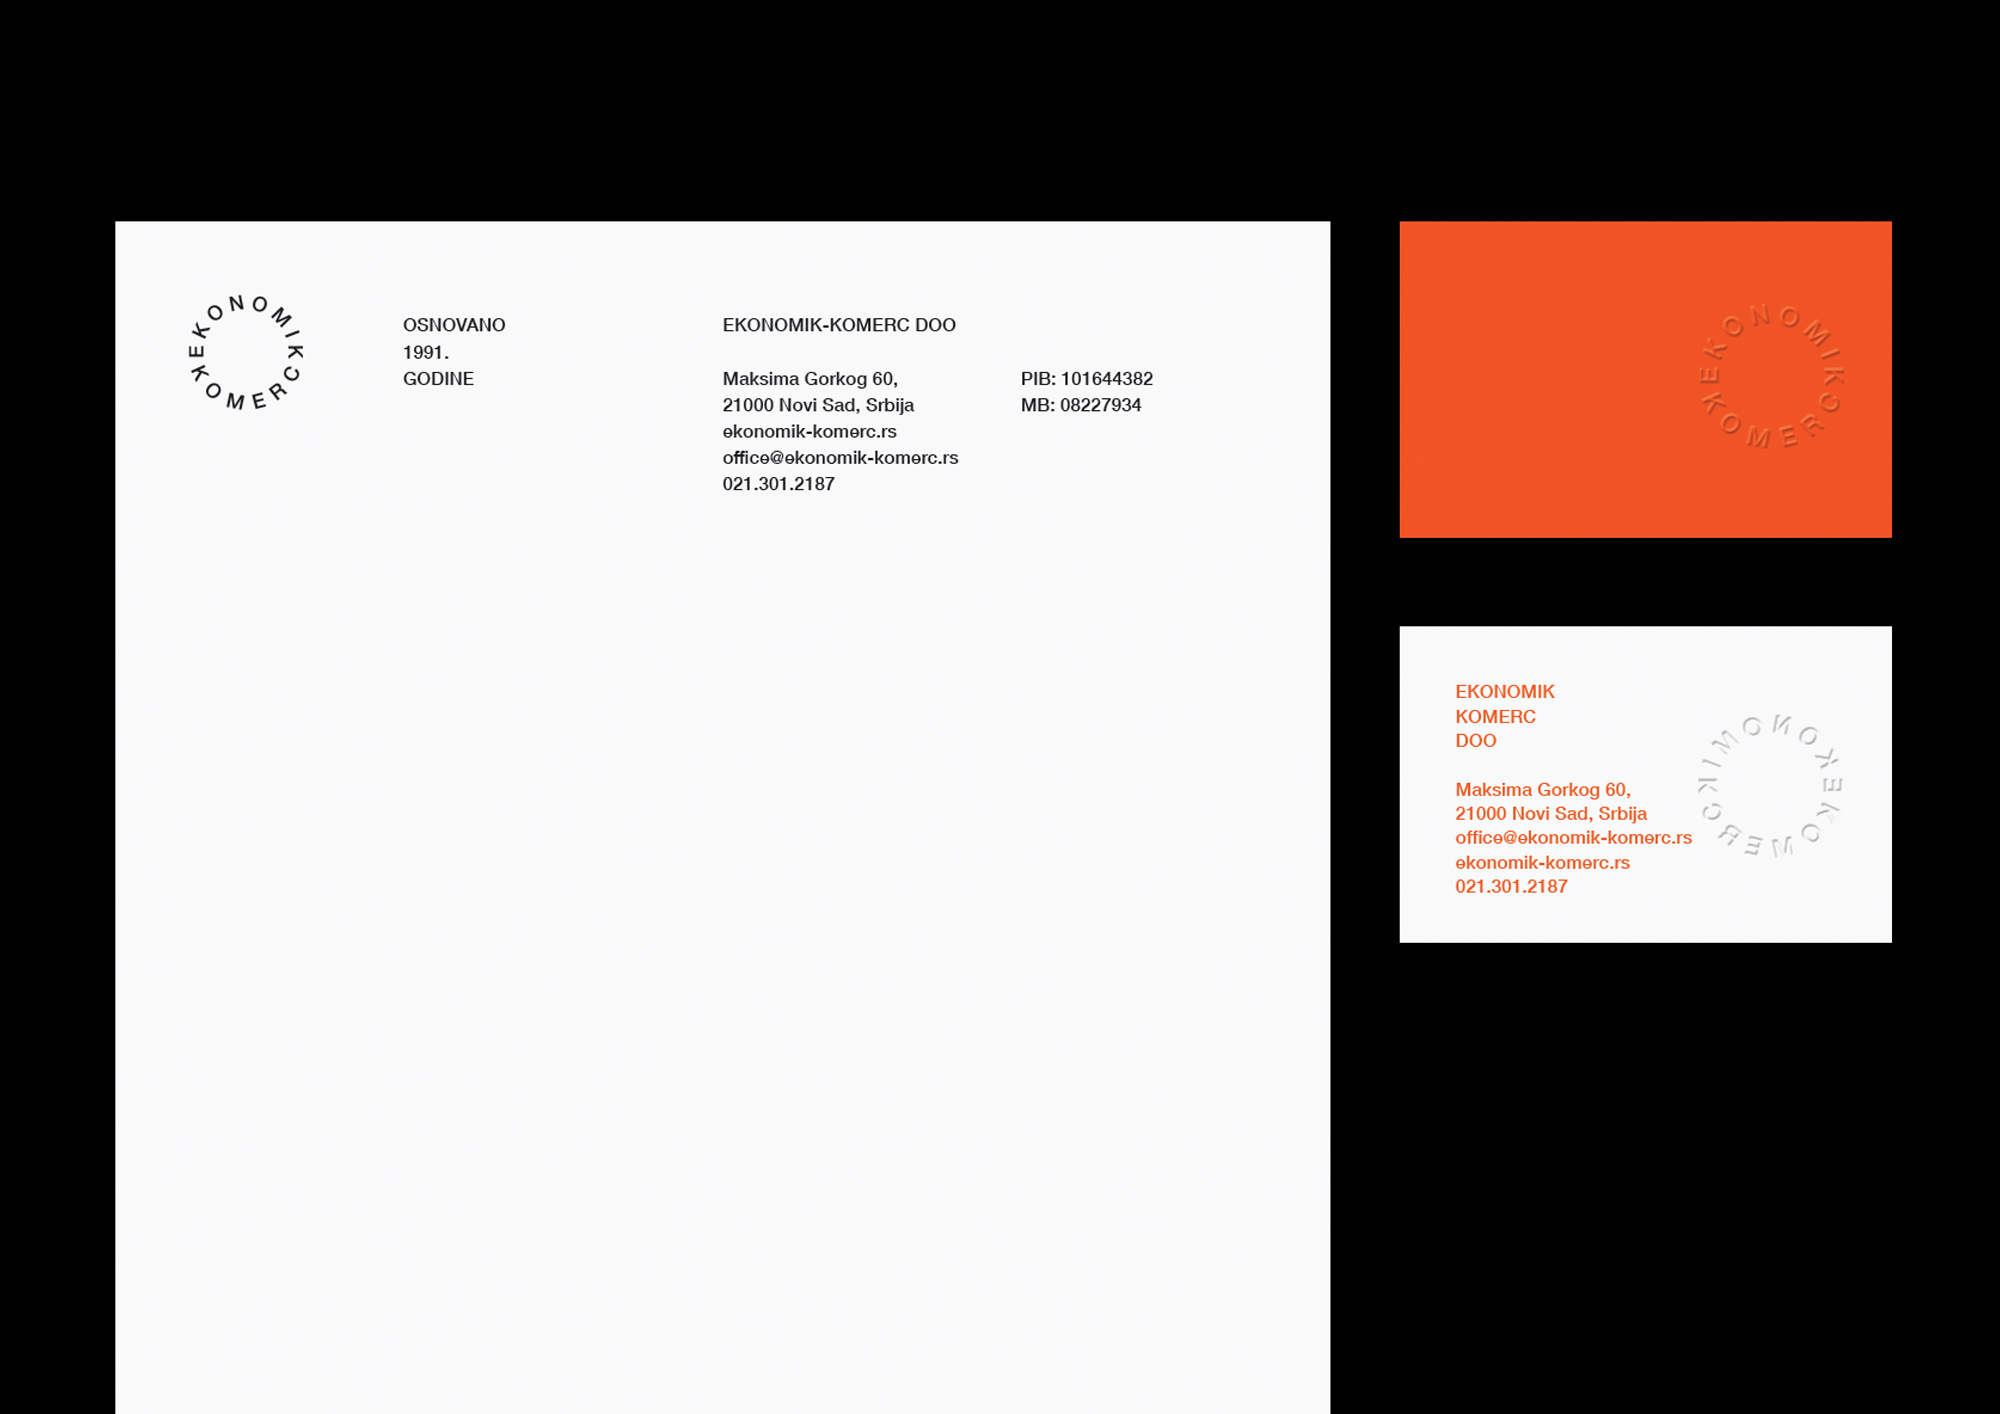 EKONOMIK
KOMERC
OSNOVANO
1991.
GODINE
EKONOMIK-KOMERC DOO
Maksima Gorkog 60,
21000 Novi Sad, Srbija
ekonomik-komerc.rs
office@ekonomik-komerc.rs
021.301.2187
PIB: 101644382
MB: 08227934
EKONOMIK
KOMERC
EKONOMIK
KOMERC
DOO
Maksima Gorkog 60,
21000 Novi Sad, Srbija
office@ekonomik-komerc.rs
ekonomik-komerc.rs
021.301.2187
EKONOMIK
KOMERC